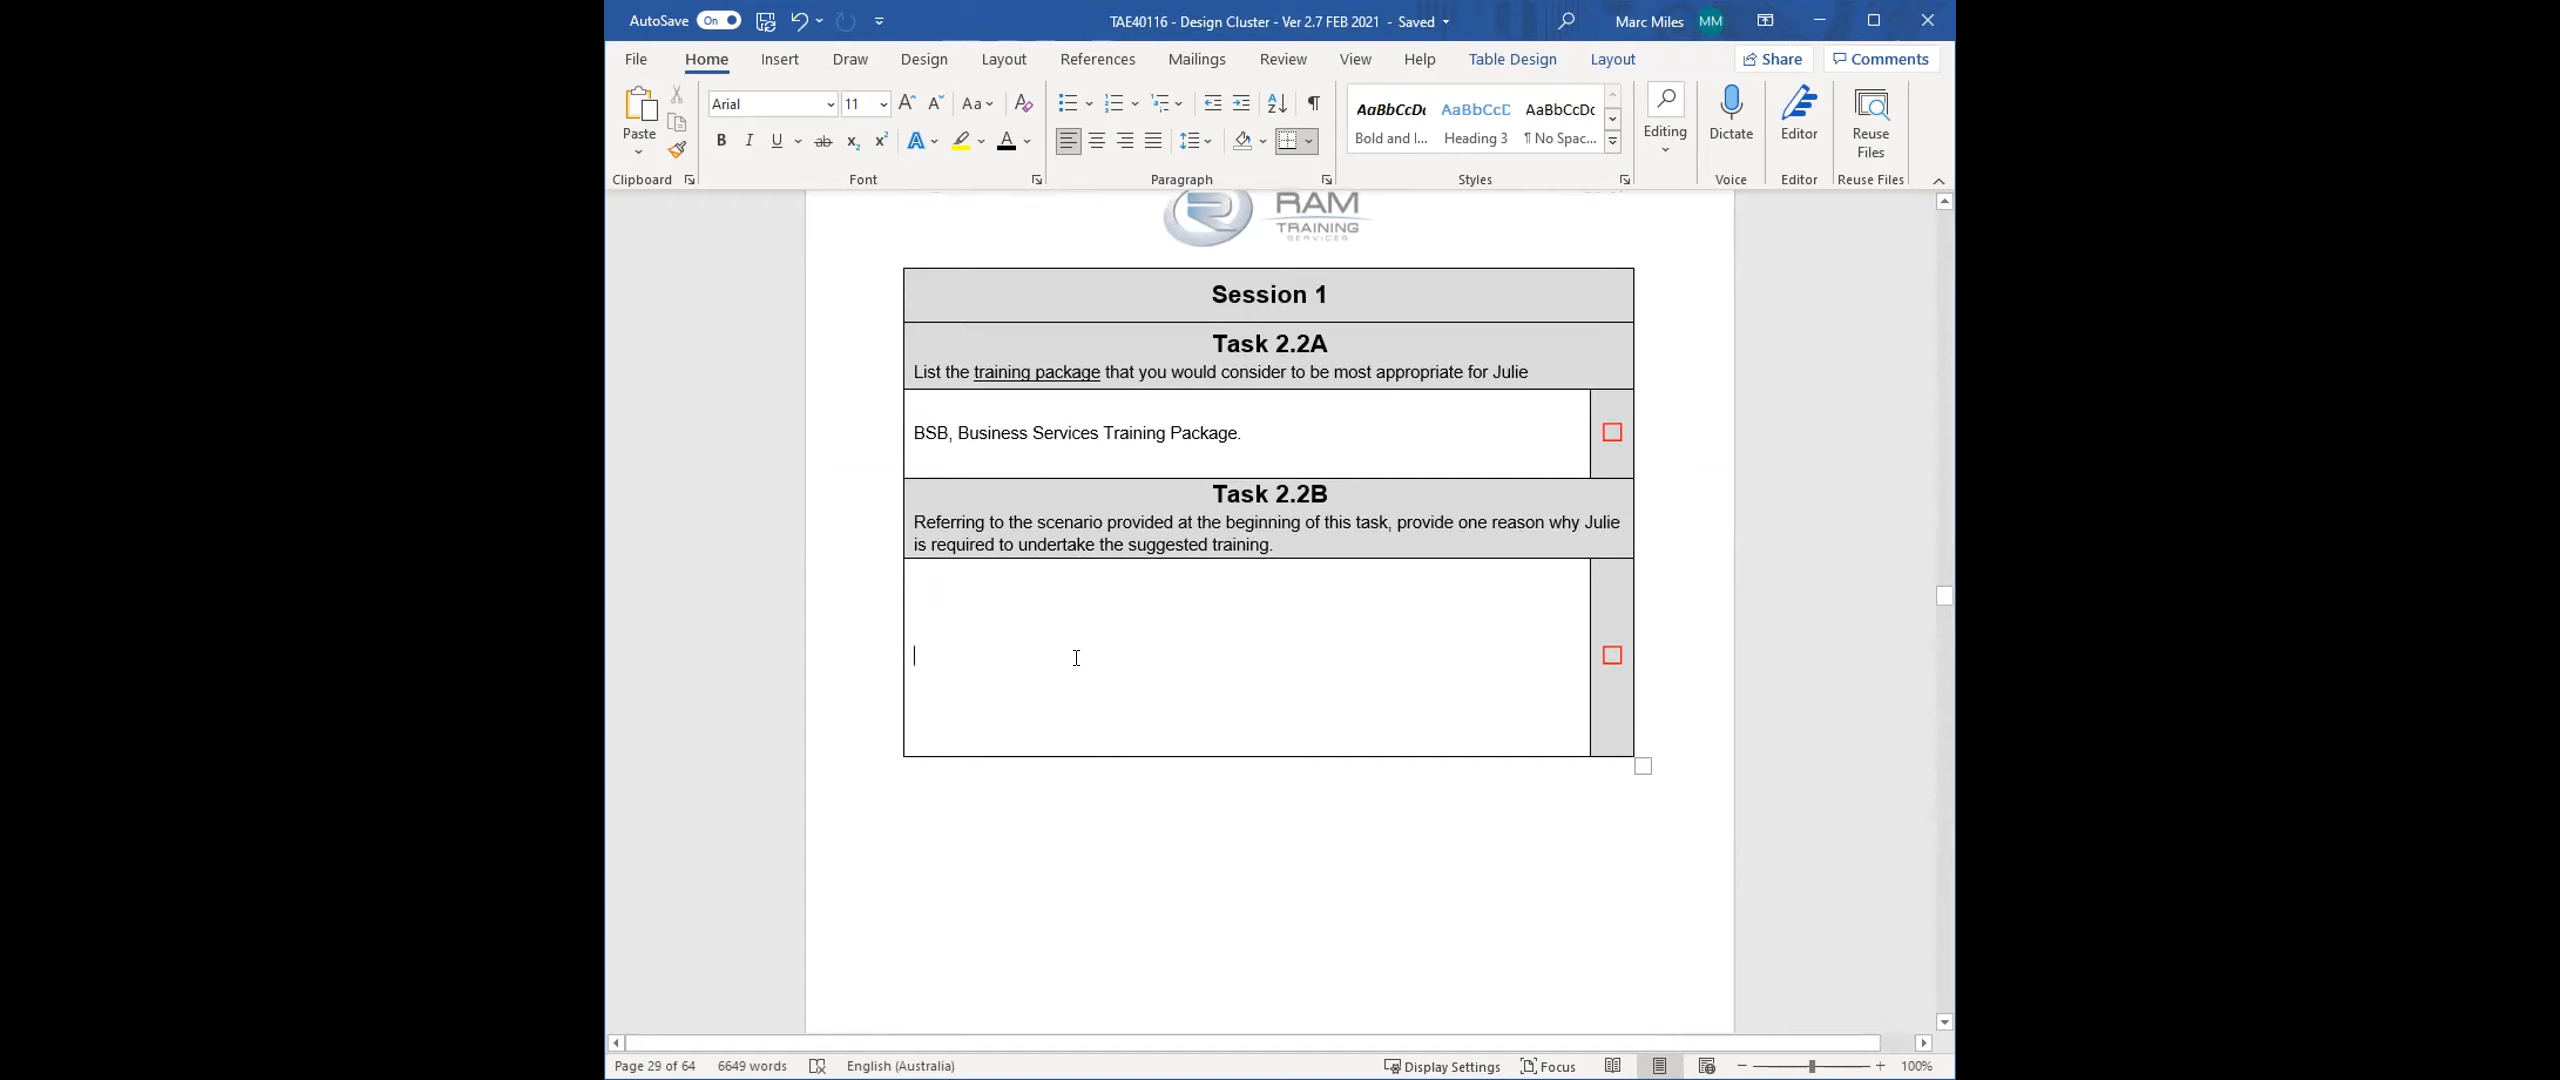 AutoSave On
TAE40116 - Design Cluster - Ver 2.7 FEB 2021 - Saved
Marc Miles MM
File Home Insert Draw Design Layout References Mailings Review View Help Table Design Layout Share Comments
Paste
Clipboard
Arial 11
Aa
B I U ab x2 x2 A A
Font
Paragraph
AaBbCcDc AaBbCcD AaBbCcDc
Bold and I... Heading 3 ¶ No Spac...
Styles
Editing
Dictate
Voice
Editor
Editor
Reuse Files
Reuse Files
RAM
TRAINING
SERVICES
Session 1
Task 2.2A
List the training package that you would consider to be most appropriate for Julie
BSB, Business Services Training Package.
Task 2.2B
Referring to the scenario provided at the beginning of this task, provide one reason why Julie
is required to undertake the suggested training.
Page 29 of 64 6649 words English (Australia) Display Settings Focus 100%